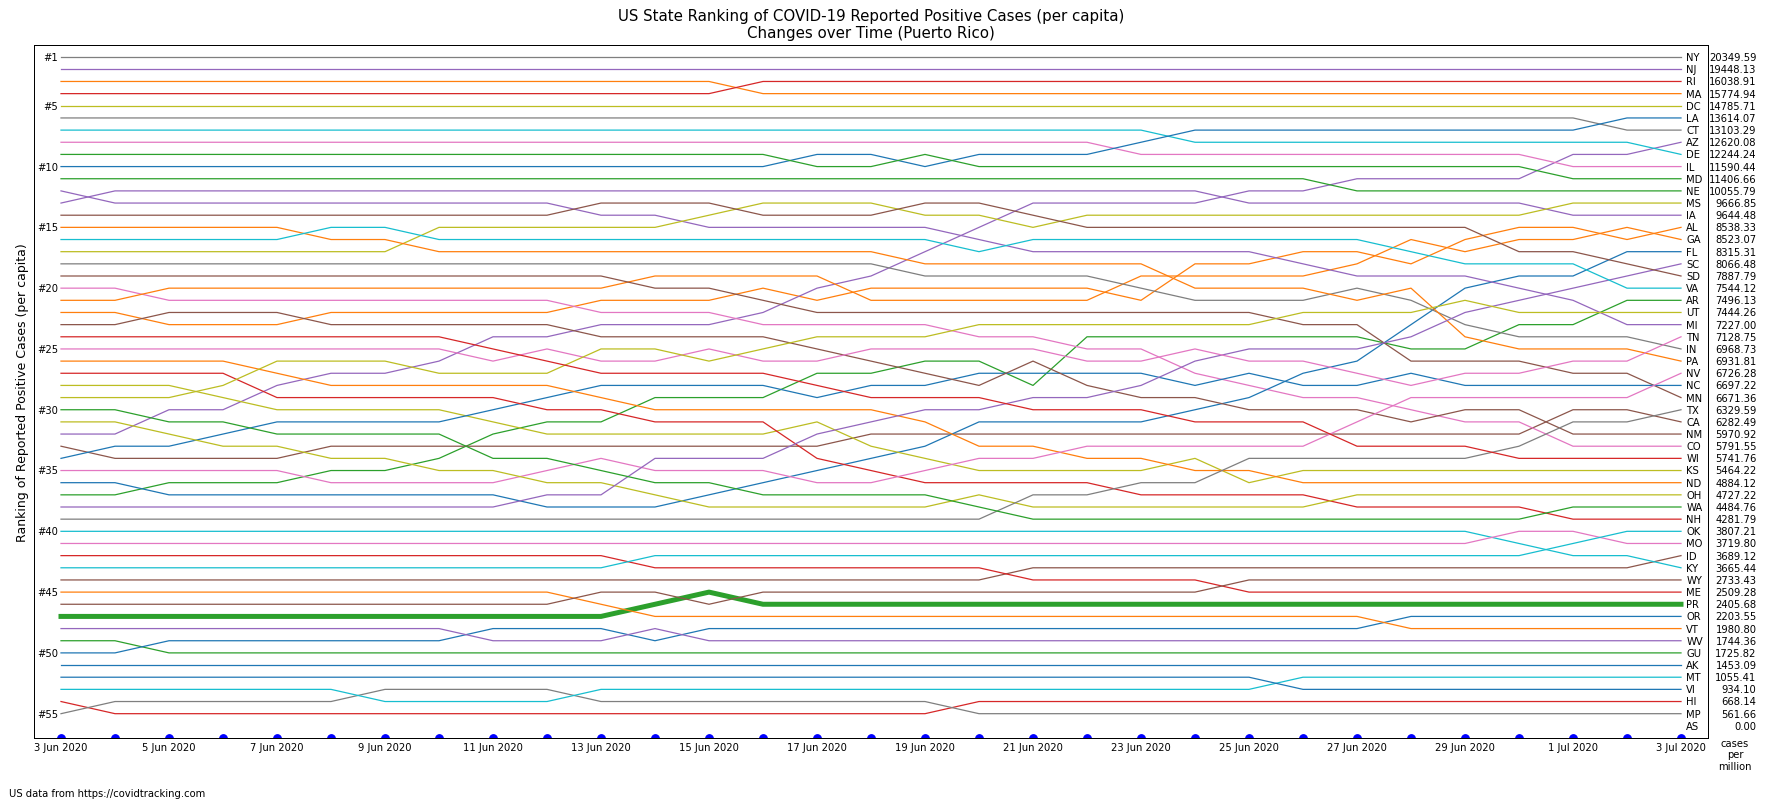 US State Ranking of COVID-19 Reported Positive Cases (per capita)
Changes over Time (Puerto Rico)
Ranking of Reported Positive Cases (per capita)
#1
#5
#10
#15
#20
#25
#30
#35
#40
#45
#50
#55
NY 20349.59
NJ 19448.13
RI 16038.91
MA 15774.94
DC 14785.71
LA 13614.07
CT 13103.29
AZ 12620.08
DE 12244.24
IL 11590.44
MD 11406.66
NE 10055.79
MS 9666.85
IA 9644.48
AL 8538.33
GA 8523.07
FL 8315.31
SC 8066.48
SD 7887.79
VA 7544.12
AR 7496.13
UT 7444.26
MI 7227.00
TN 7128.75
IN 6968.73
PA 6931.81
NV 6726.28
NC 6697.22
MN 6671.36
TX 6329.59
CA 6282.49
NM 5970.92
CO 5791.55
WI 5741.76
KS 5464.22
ND 4884.12
OH 4727.22
WA 4484.76
NH 4281.79
OK 3807.21
MO 3719.80
ID 3689.12
KY 3665.44
WY 2733.43
ME 2509.28
PR 2405.68
OR 2203.55
VT 1980.80
WV 1744.36
GU 1725.82
AK 1453.09
MT 1055.41
VI 934.10
HI 668.14
MP 561.66
AS 0.00
3 Jun 2020 5 Jun 2020 7 Jun 2020 9 Jun 2020 11 Jun 2020 13 Jun 2020 15 Jun 2020 17 Jun 2020 19 Jun 2020 21 Jun 2020 23 Jun 2020 25 Jun 2020 27 Jun 2020 29 Jun 2020 1 Jul 2020 3 Jul 2020
cases
per
million
US data from https://covidtracking.com